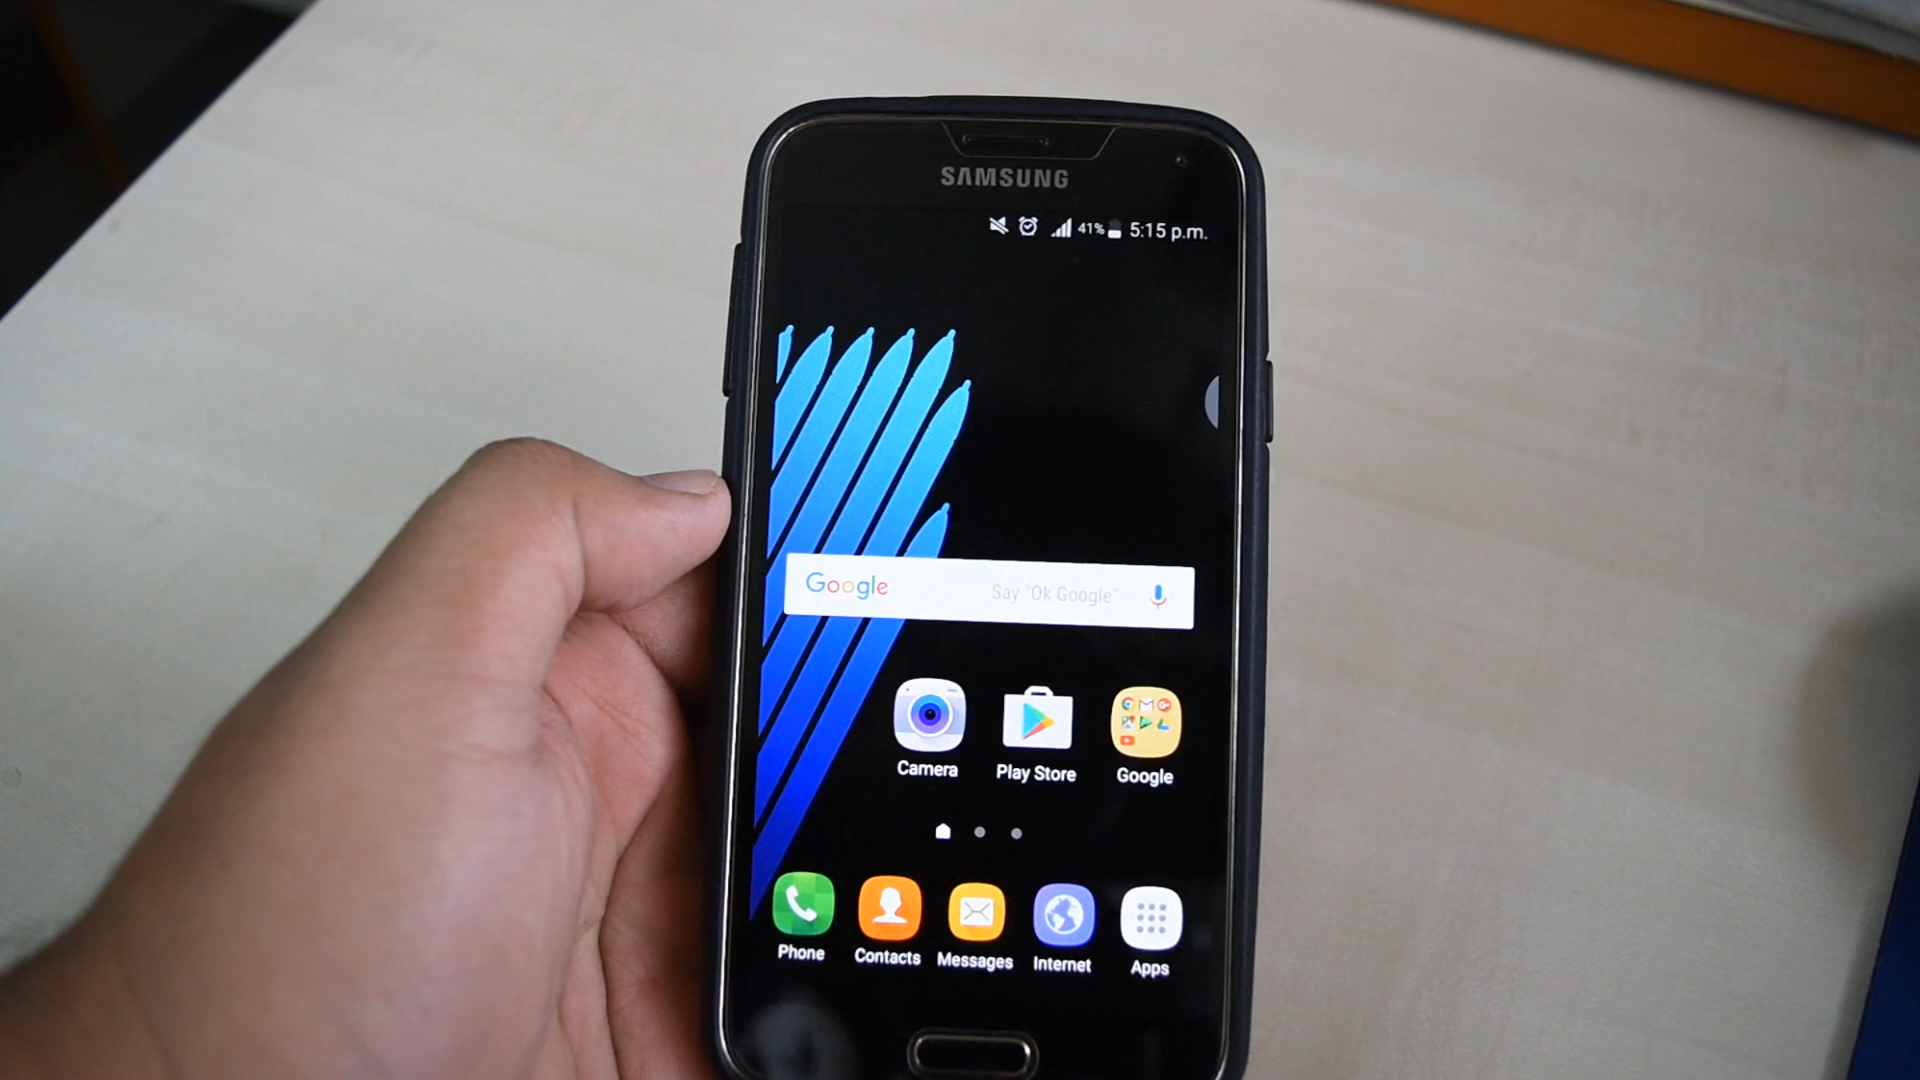 SAMSUNG
41% 5:15 p.m.
Google Say "Ok Google"
Camera Play Store Google
Phone Contacts Messages Internet Apps